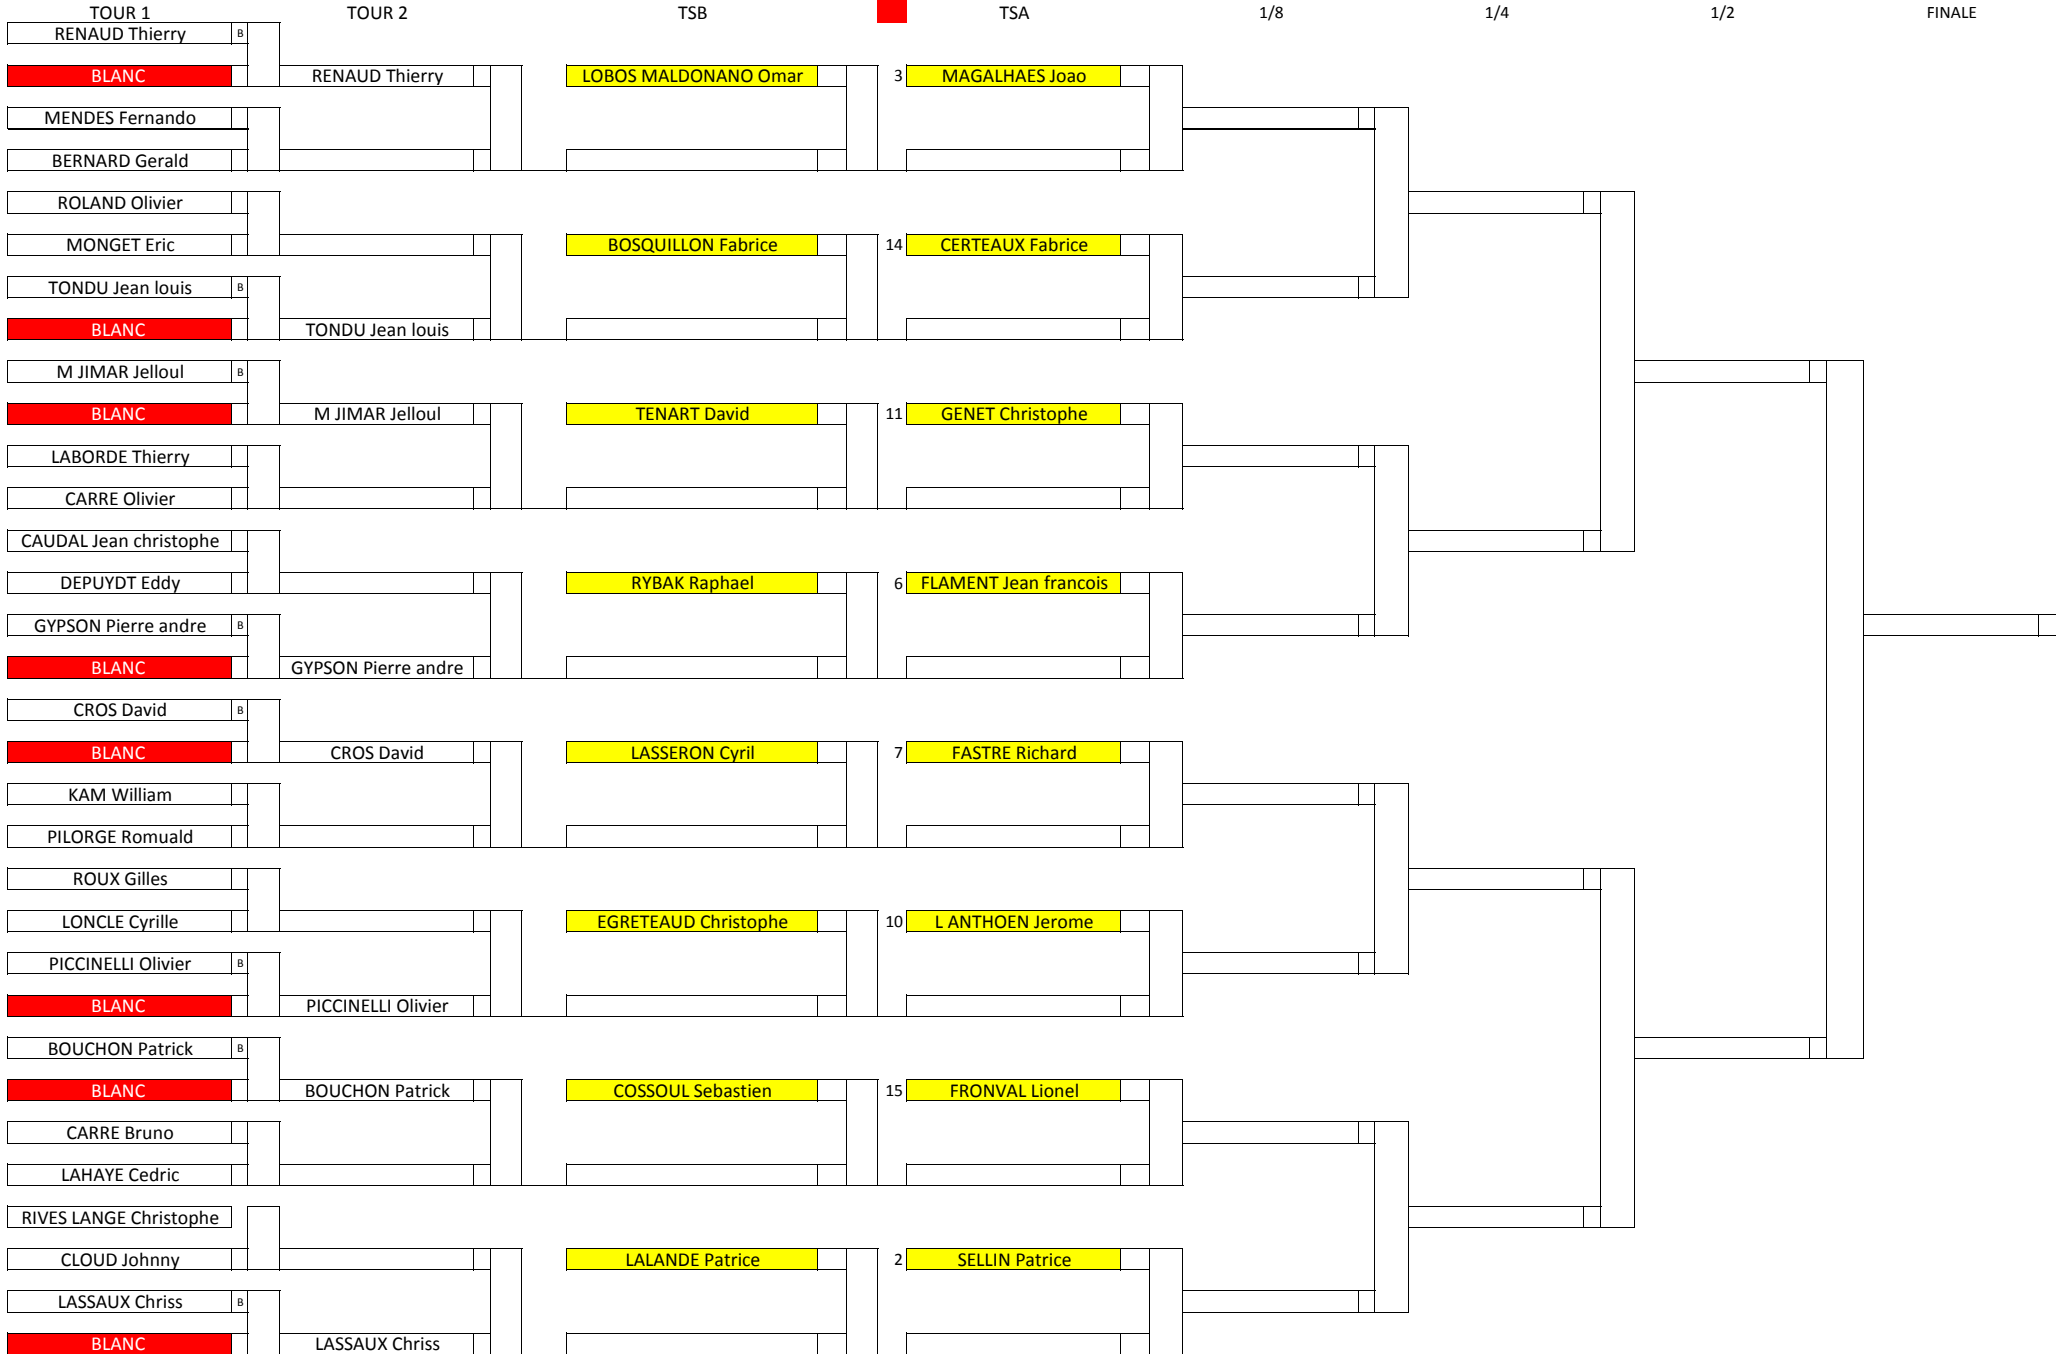 TOUR 1 TOUR 2 TSB TSA 1/8 1/4 1/2 FINALE
RENAUD Thierry B
BLANC RENAUD Thierry LOBOS MALDONANO Omar 3 MAGALHAES Joao
MENDES Fernando
BERNARD Gerald
ROLAND Olivier
MONGET Eric BOSQUILLON Fabrice 14 CERTEAUX Fabrice
TONDU Jean louis B
BLANC TONDU Jean louis
M JIMAR Jelloul B
BLANC M JIMAR Jelloul TENART David 11 GENET Christophe
LABORDE Thierry
CARRE Olivier
CAUDAL Jean christophe
DEPUYDT Eddy RYBAK Raphael 6 FLAMENT Jean francois
GYPSON Pierre andre B
BLANC GYPSON Pierre andre
CROS David B
BLANC CROS David LASSERON Cyril 7 FASTRE Richard
KAM William
PILORGE Romuald
ROUX Gilles
LONCLE Cyrille EGRETEAUD Christophe 10 L ANTHOEN Jerome
PICCINELLI Olivier B
BLANC PICCINELLI Olivier
BOUCHON Patrick B
BLANC BOUCHON Patrick COSSOUL Sebastien 15 FRONVAL Lionel
CARRE Bruno
LAHAYE Cedric
RIVES LANGE Christophe
CLOUD Johnny LALANDE Patrice 2 SELLIN Patrice
LASSAUX Chriss B
BLANC LASSAUX Chriss